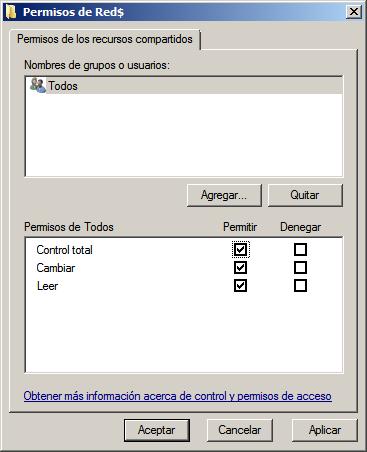 Permisos de Red$
Permisos de los recursos compartidos
Nombres de grupos o usuarios:
Todos
Agregar... Quitar
Permisos de Todos Permitir Denegar
Control total
Cambiar
Leer
Obtener más información acerca de control y permisos de acceso
Aceptar Cancelar Aplicar